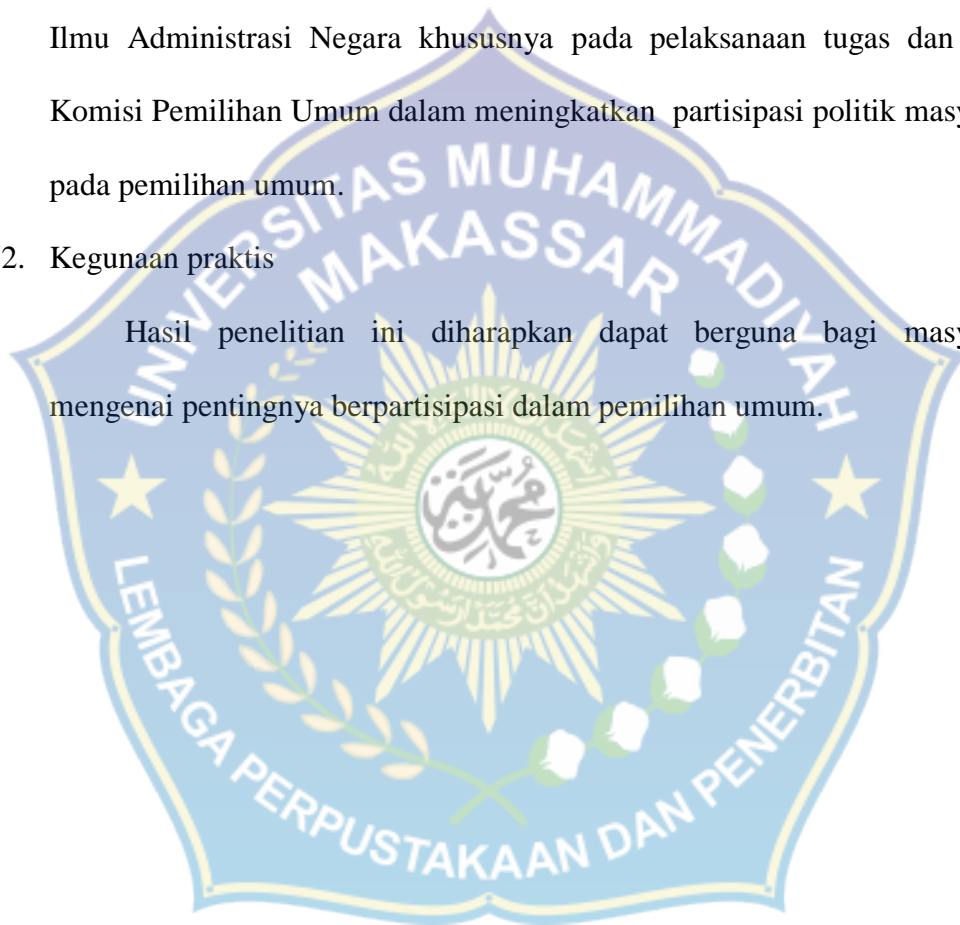 Ilmu Administrasi Negara khususnya pada pelaksanaan tugas dan
Komisi Pemilihan Umum dalam meningkatkan partisipasi politik masy
pada pemilihan umum.
2. Kegunaan praktis
Hasil penelitian ini diharapkan dapat berguna bagi masy
mengenai pentingnya berpartisipasi dalam pemilihan umum.
UNIVERSITAS MUHAMMADIYAH
MAKASSAR
محمدية
LEMBAGA PERPUSTAKAAN DAN PENERBITAN